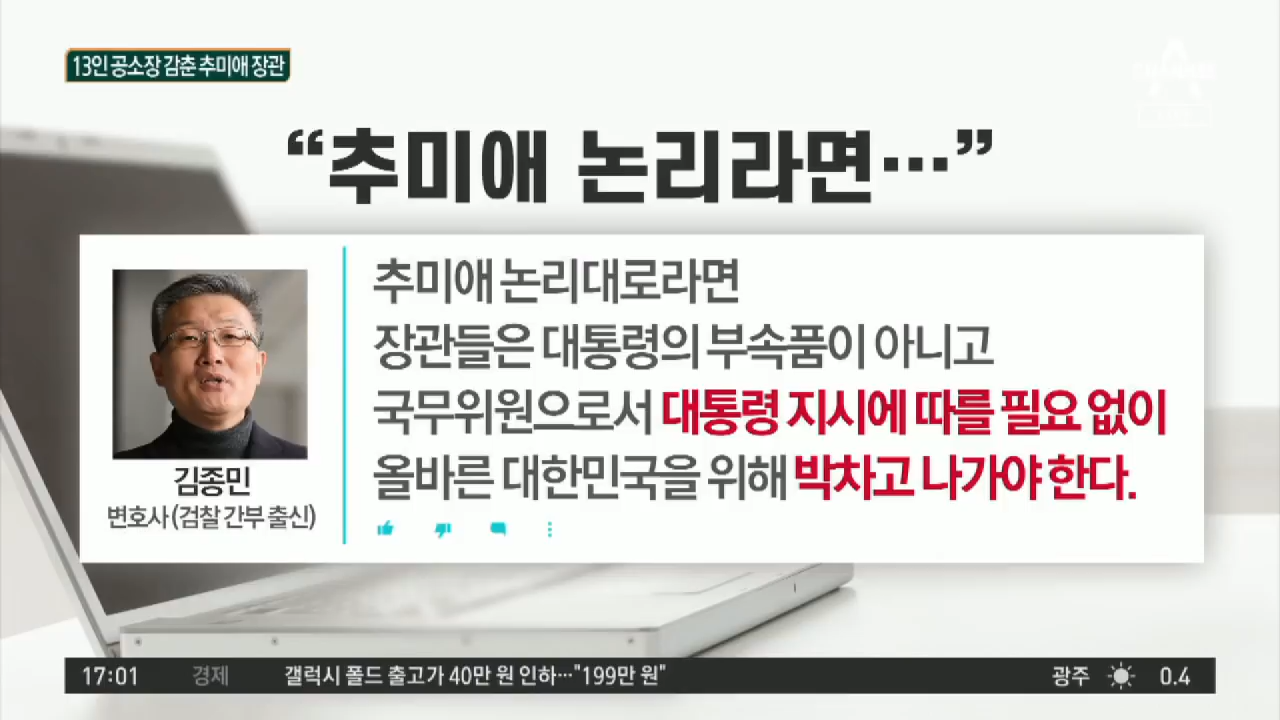 13인 공소장 감춘 추미애 장관
“추미애 논리라면…”
추미애 논리대로라면
장관들은 대통령의 부속품이 아니고
국무위원으로서 대통령 지시에 따를 필요 없이
올바른 대한민국을 위해 박차고 나가야 한다.
김종민
변호사 (검찰 간부 출신)
17:01 경제 갤럭시 폴드 출고가 40만 원 인하…"199만 원" 광주 0.4